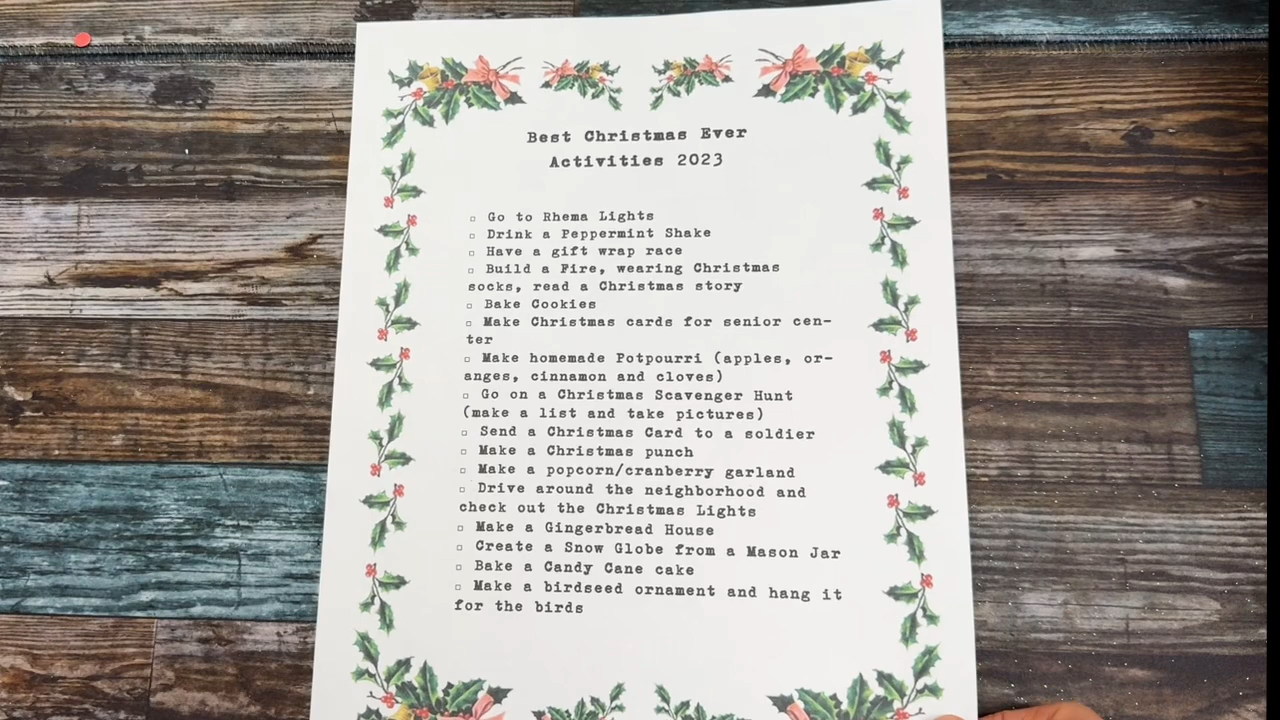 Best Christmas Ever
Activities 2023
□ Go to Rhema Lights
□ Drink a Peppermint Shake
□ Have a gift wrap race
□ Build a Fire, wearing Christmas
socks, read a Christmas story
□ Bake Cookies
□ Make Christmas cards for senior cen-
ter
□ Make homemade Potpourri (apples, or-
anges, cinnamon and cloves)
□ Go on a Christmas Scavenger Hunt
(make a list and take pictures)
□ Send a Christmas Card to a soldier
□ Make a Christmas punch
□ Make a popcorn/cranberry garland
□ Drive around the neighborhood and
check out the Christmas Lights
□ Make a Gingerbread House
□ Create a Snow Globe from a Mason Jar
□ Bake a Candy Cane cake
□ Make a birdseed ornament and hang it
for the birds